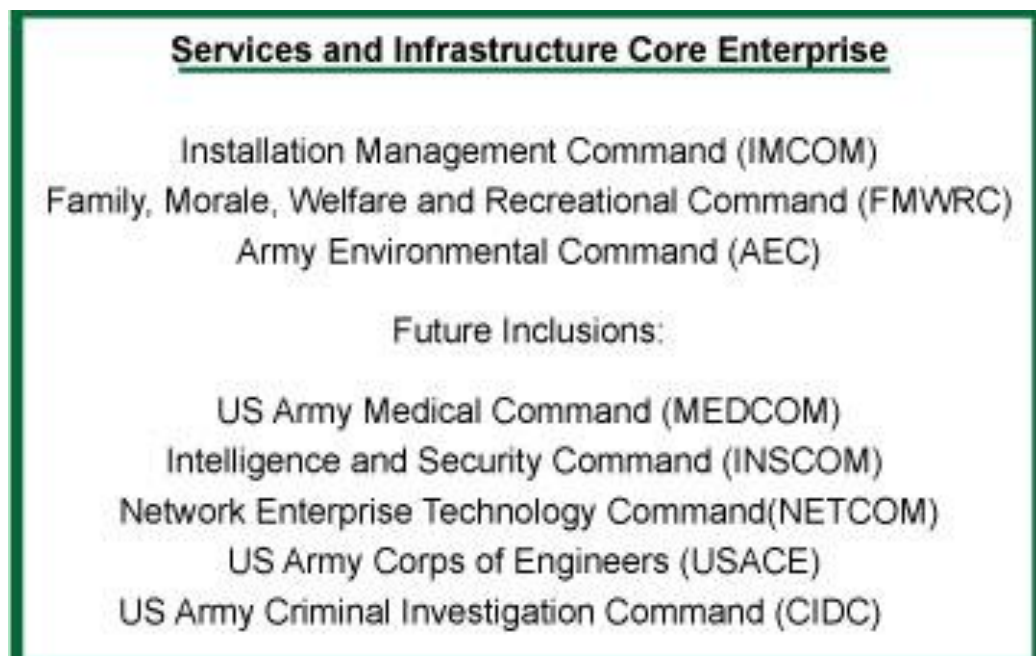 Services and Infrastructure Core Enterprise
Installation Management Command (IMCOM)
Family, Morale, Welfare and Recreational Command (FMWRC)
Army Environmental Command (AEC)
Future Inclusions:
US Army Medical Command (MEDCOM)
Intelligence and Security Command (INSCOM)
Network Enterprise Technology Command(NETCOM)
US Army Corps of Engineers (USACE)
US Army Criminal Investigation Command (CIDC)